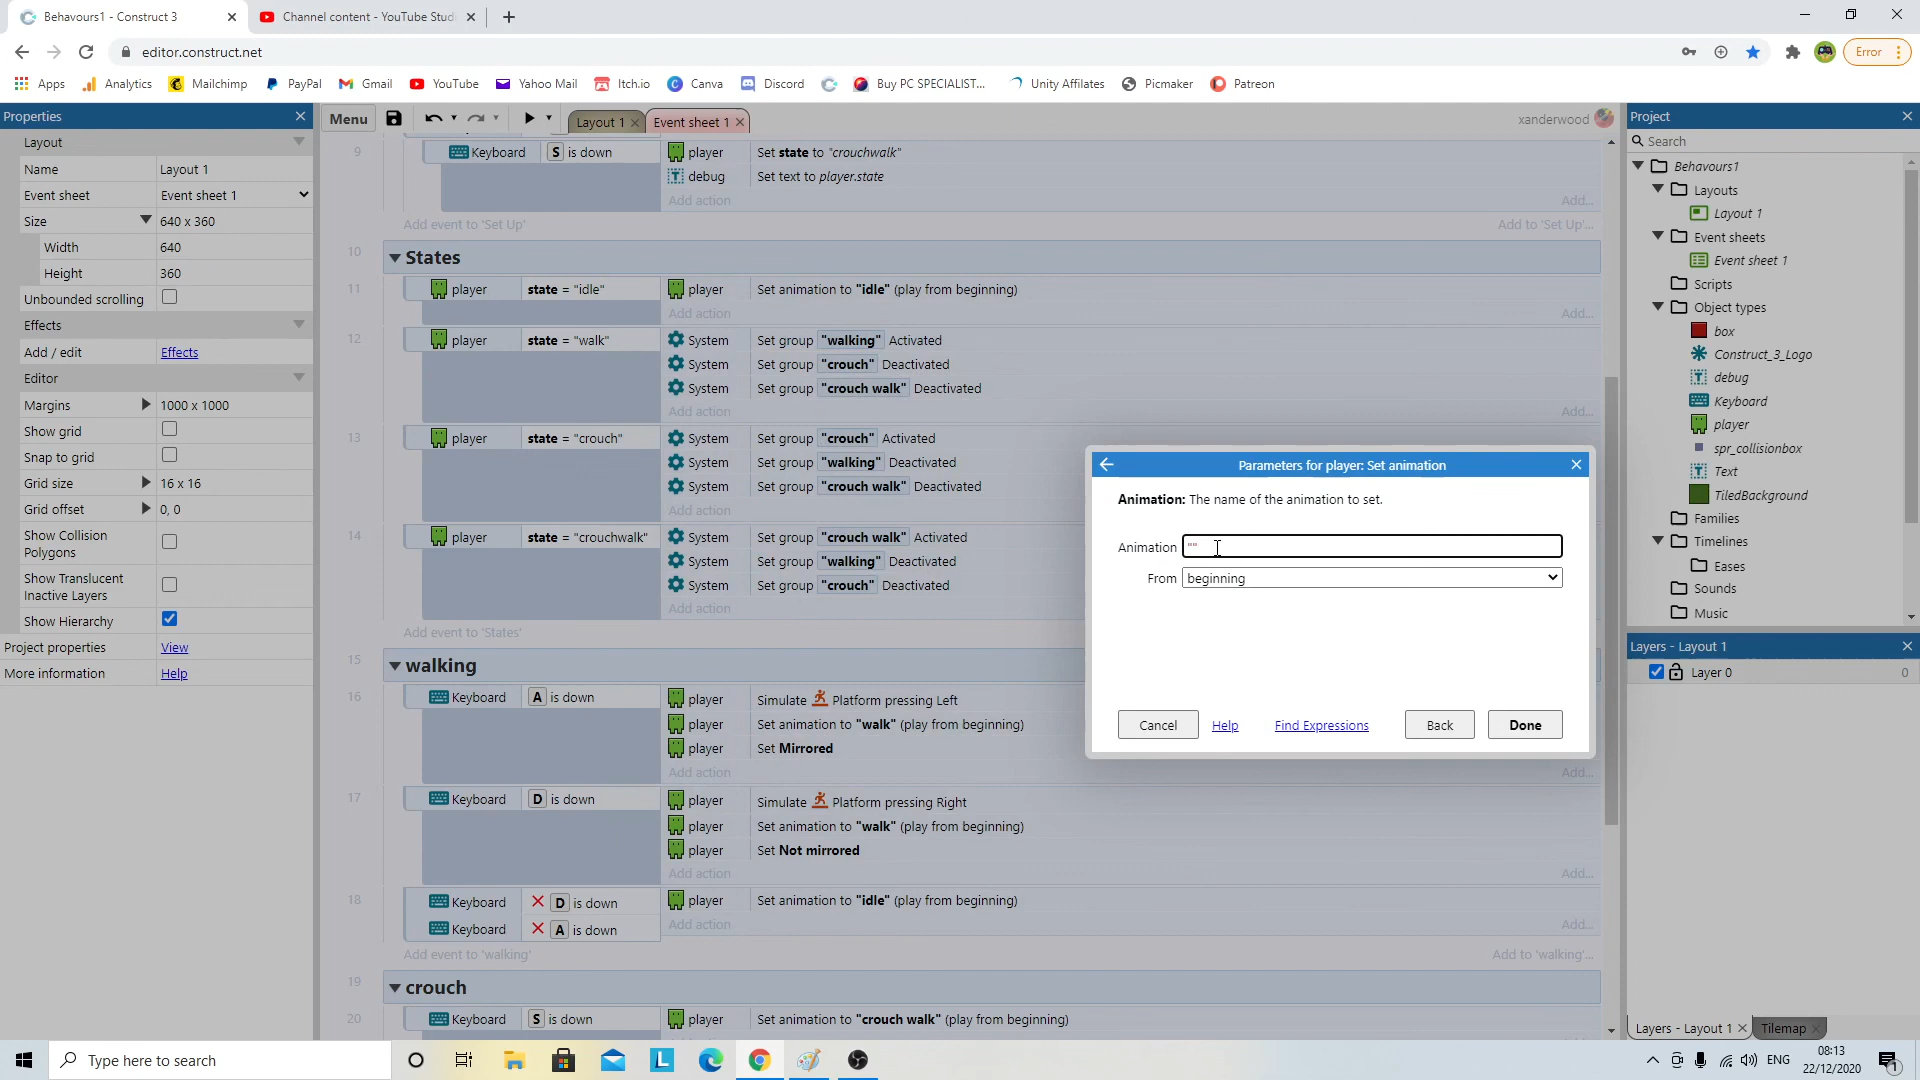 Behavours1 - Construct 3
Channel content - YouTube Studi
editor.construct.net
Error
Apps
Analytics
Mailchimp
PayPal
Gmail
YouTube
Yahoo Mail
Itch.io
Canva
Discord
Buy PC SPECIALIST...
Unity Affilates
Picmaker
Patreon
Properties
Menu
Layout 1
Event sheet 1
xanderwood
Project
Layout
Name Layout 1
Event sheet Event sheet 1
Size 640 x 360
Width 640
Height 360
Unbounded scrolling
Effects
Add / edit Effects
Editor
Margins 1000 x 1000
Show grid
Snap to grid
Grid size 16 x 16
Grid offset 0, 0
Show Collision Polygons
Show Translucent Inactive Layers
Show Hierarchy
Project properties View
More information Help
9 Keyboard S is down player Set state to "crouchwalk"
debug Set text to player.state
Add action Add...
Add event to 'Set Up' Add to 'Set Up'...
10 States
11 player state = "idle" player Set animation to "idle" (play from beginning)
Add action Add...
12 player state = "walk" System Set group "walking" Activated
System Set group "crouch" Deactivated
System Set group "crouch walk" Deactivated
Add action Add...
13 player state = "crouch" System Set group "crouch" Activated
System Set group "walking" Deactivated
System Set group "crouch walk" Deactivated
Add action
14 player state = "crouchwalk" System Set group "crouch walk" Activated
System Set group "walking" Deactivated
System Set group "crouch" Deactivated
Add action
Add event to 'States'
15 walking
16 Keyboard A is down player Simulate Platform pressing Left
player Set animation to "walk" (play from beginning)
player Set Mirrored
Add action Add...
17 Keyboard D is down player Simulate Platform pressing Right
player Set animation to "walk" (play from beginning)
player Set Not mirrored
Add action Add...
18 Keyboard D is down player Set animation to "idle" (play from beginning)
Keyboard A is down Add action Add...
Add event to 'walking' Add to 'walking'...
19 crouch
20 Keyboard S is down player Set animation to "crouch walk" (play from beginning)
Parameters for player: Set animation
Animation: The name of the animation to set.
Animation ""
From beginning
Cancel Help Find Expressions Back Done
Search
Behavours1
Layouts
Layout 1
Event sheets
Event sheet 1
Scripts
Object types
box
Construct_3_Logo
debug
Keyboard
player
spr_collisionbox
Text
TiledBackground
Families
Timelines
Eases
Sounds
Music
Layers - Layout 1
Layer 0 0
Layers - Layout 1
Tilemap
Type here to search
ENG
08:13
22/12/2020
1